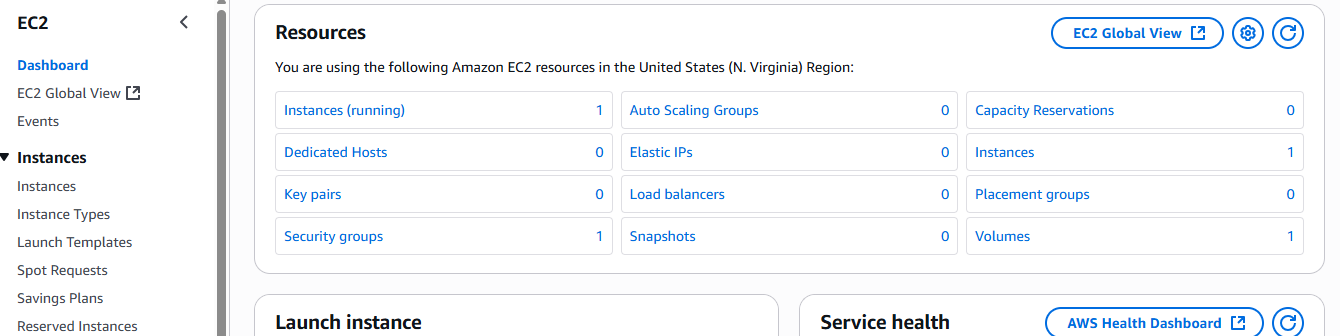 EC2
Dashboard
EC2 Global View
Events
Instances
Instances
Instance Types
Launch Templates
Spot Requests
Savings Plans
Reserved Instances
Resources
EC2 Global View
You are using the following Amazon EC2 resources in the United States (N. Virginia) Region:
Instances (running) 1
Auto Scaling Groups 0
Capacity Reservations 0
Dedicated Hosts 0
Elastic IPs 0
Instances 1
Key pairs 0
Load balancers 0
Placement groups 0
Security groups 1
Snapshots 0
Volumes 1
Launch instance
Service health
AWS Health Dashboard